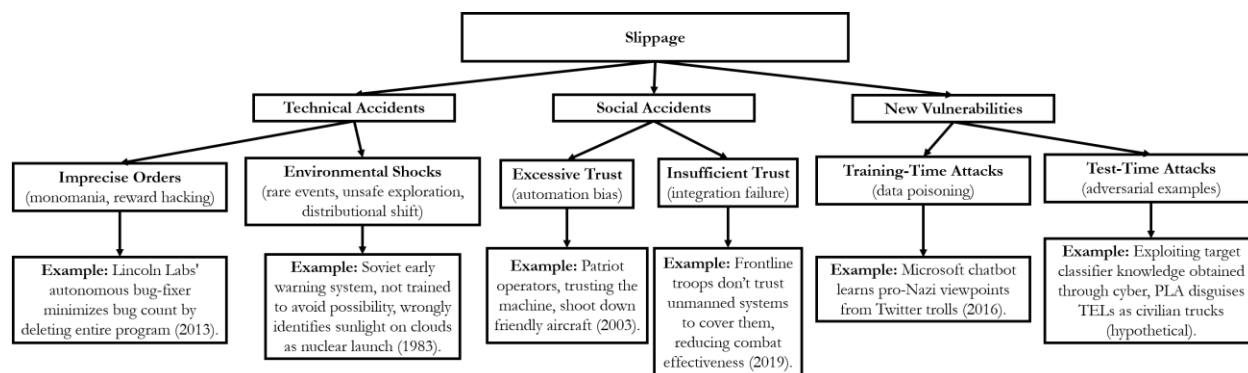 Slippage
Technical Accidents
Social Accidents
New Vulnerabilities
Imprecise Orders
(monomania, reward hacking)
Environmental Shocks
(rare events, unsafe exploration,
distributional shift)
Excessive Trust
(automation bias)
Insufficient Trust
(integration failure)
Training-Time Attacks
(data poisoning)
Test-Time Attacks
(adversarial examples)
Example: Lincoln Labs'
autonomous bug-fixer
minimizes bug count by
deleting entire program (2013).
Example: Soviet early
warning system, not trained
to avoid possibility, wrongly
identifies sunlight on clouds
as nuclear launch (1983).
Example: Patriot
operators, trusting the
machine, shoot down
friendly aircraft (2003).
Example: Frontline
troops don't trust
unmanned systems
to cover them,
reducing combat
effectiveness (2019).
Example: Microsoft chatbot
learns pro-Nazi viewpoints
from Twitter trolls (2016).
Example: Exploiting target
classifier knowledge obtained
through cyber, PLA disguises
TELs as civilian trucks
(hypothetical).